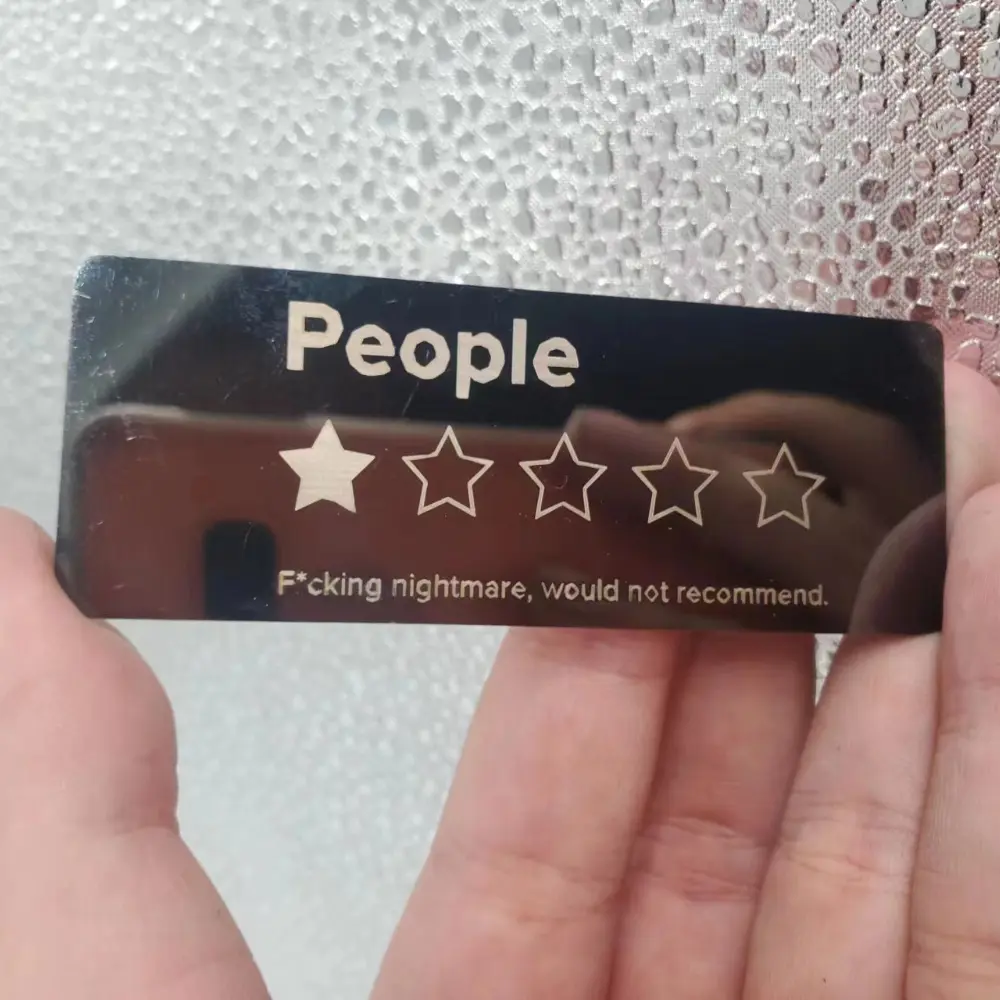 People
F*cking nightmare, would not recommend.